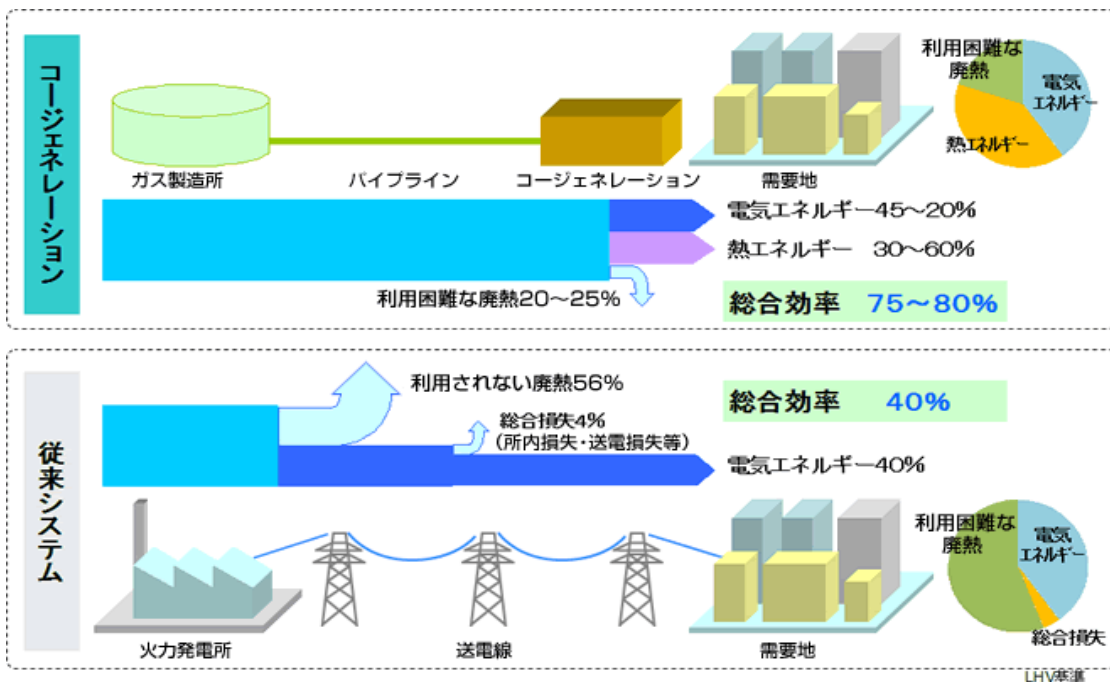 コージェネレーション
ガス製造所
パイプライン
コージェネレーション
需要地
利用困難な
廃熱
電気
エネルギー
熱エネルギー
電気エネルギー45～20%
熱エネルギー 30～60%
利用困難な廃熱20～25%
総合効率 75～80%
従来システム
利用されない廃熱56%
総合損失4%
(所内損失・送電損失等)
総合効率 40%
電気エネルギー40%
火力発電所
送電線
需要地
利用困難な
廃熱
電気
エネルギー
総合損失
LHV基準